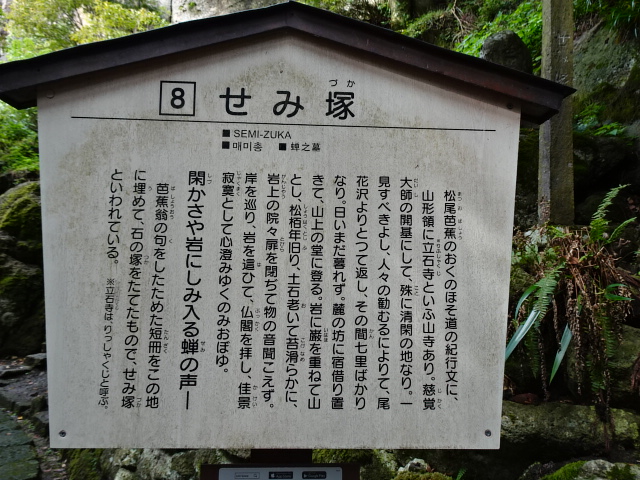 8 せみ塚
■ SEMI-ZUKA
■ 매미총 ■ 蝉之墓
松尾芭蕉のおくのほそ道の紀行文に、
山形領に立石寺といふ山寺あり。慈覚
大師の開基にして、殊に清閑の地なり。一
見すべきよし、人々の勧むるによりて、尾
花沢よりとつて返し、その間七里ばかり
なり。日いまだ暮れず。麓の坊に宿借り置
きて、山上の堂に登る。岩に巌を重ねて山
とし、松栢年旧り、土石老いて苔滑らかに、
岩上の院々扉を閉ぢて物の音聞こえず。
岸を巡り、岩を這ひて、仏閣を拝し、佳景
寂寞として心澄みゆくのみおぼゆ。
閑かさや岩にしみ入る蝉の声ー
芭蕉翁の句をしたためた短冊をこの地
に埋めて、石の塚をたてたもので、せみ塚
といわれている。 ※立石寺は、りっしゃくじと呼ぶ。